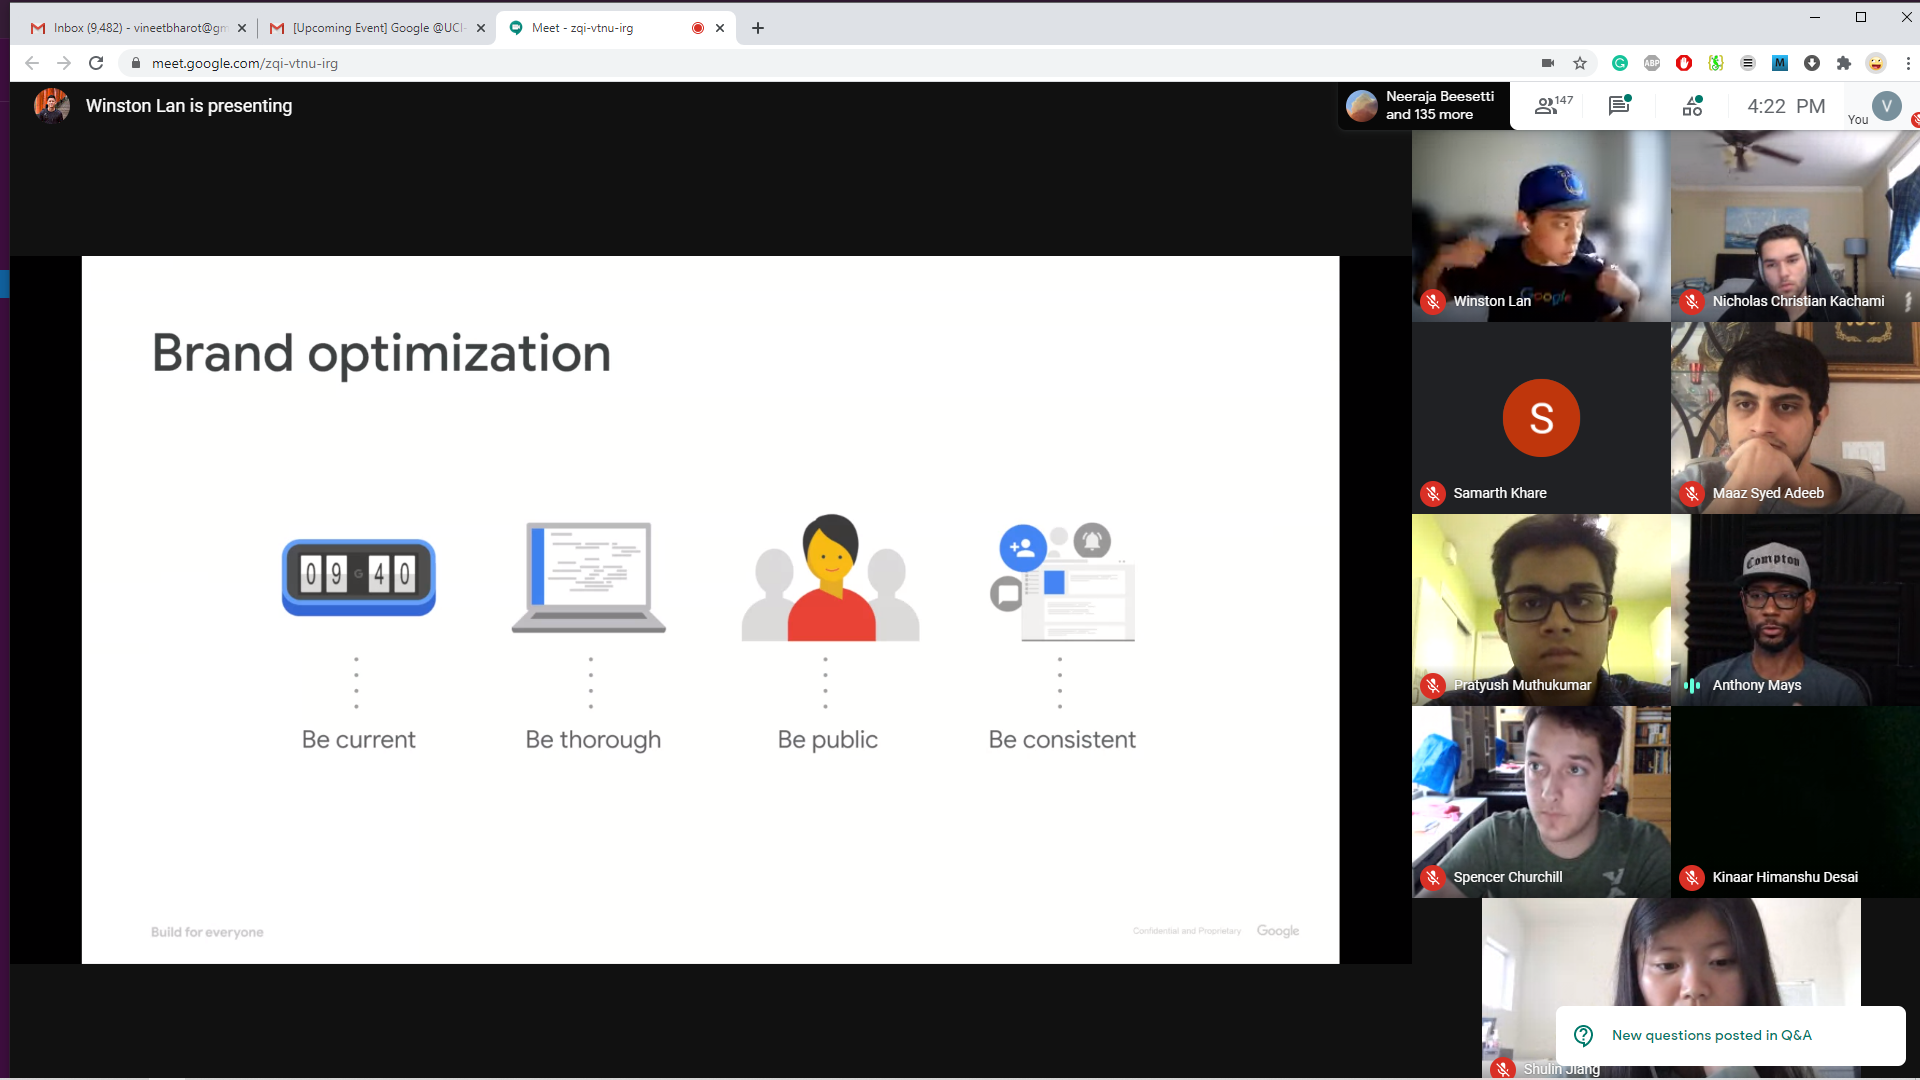 Inbox (9,482) - vineetbharot@gm
[Upcoming Event] Google @UCI-
Meet - zqi-vtnu-irg
meet.google.com/zqi-vtnu-irg
ABP
M
Winston Lan is presenting
Neeraja Beesetti
and 135 more
147
4:22 PM
You
V
Brand optimization
09 G 40
Be current
Be thorough
Be public
Be consistent
Build for everyone
Confidential and Proprietary
Google
Google
Winston Lan
Nicholas Christian Kachami
S
Samarth Khare
Maaz Syed Adeeb
Pratyush Muthukumar
Compton
Anthony Mays
Spencer Churchill
Kinaar Himanshu Desai
New questions posted in Q&A
Shulin Jiang